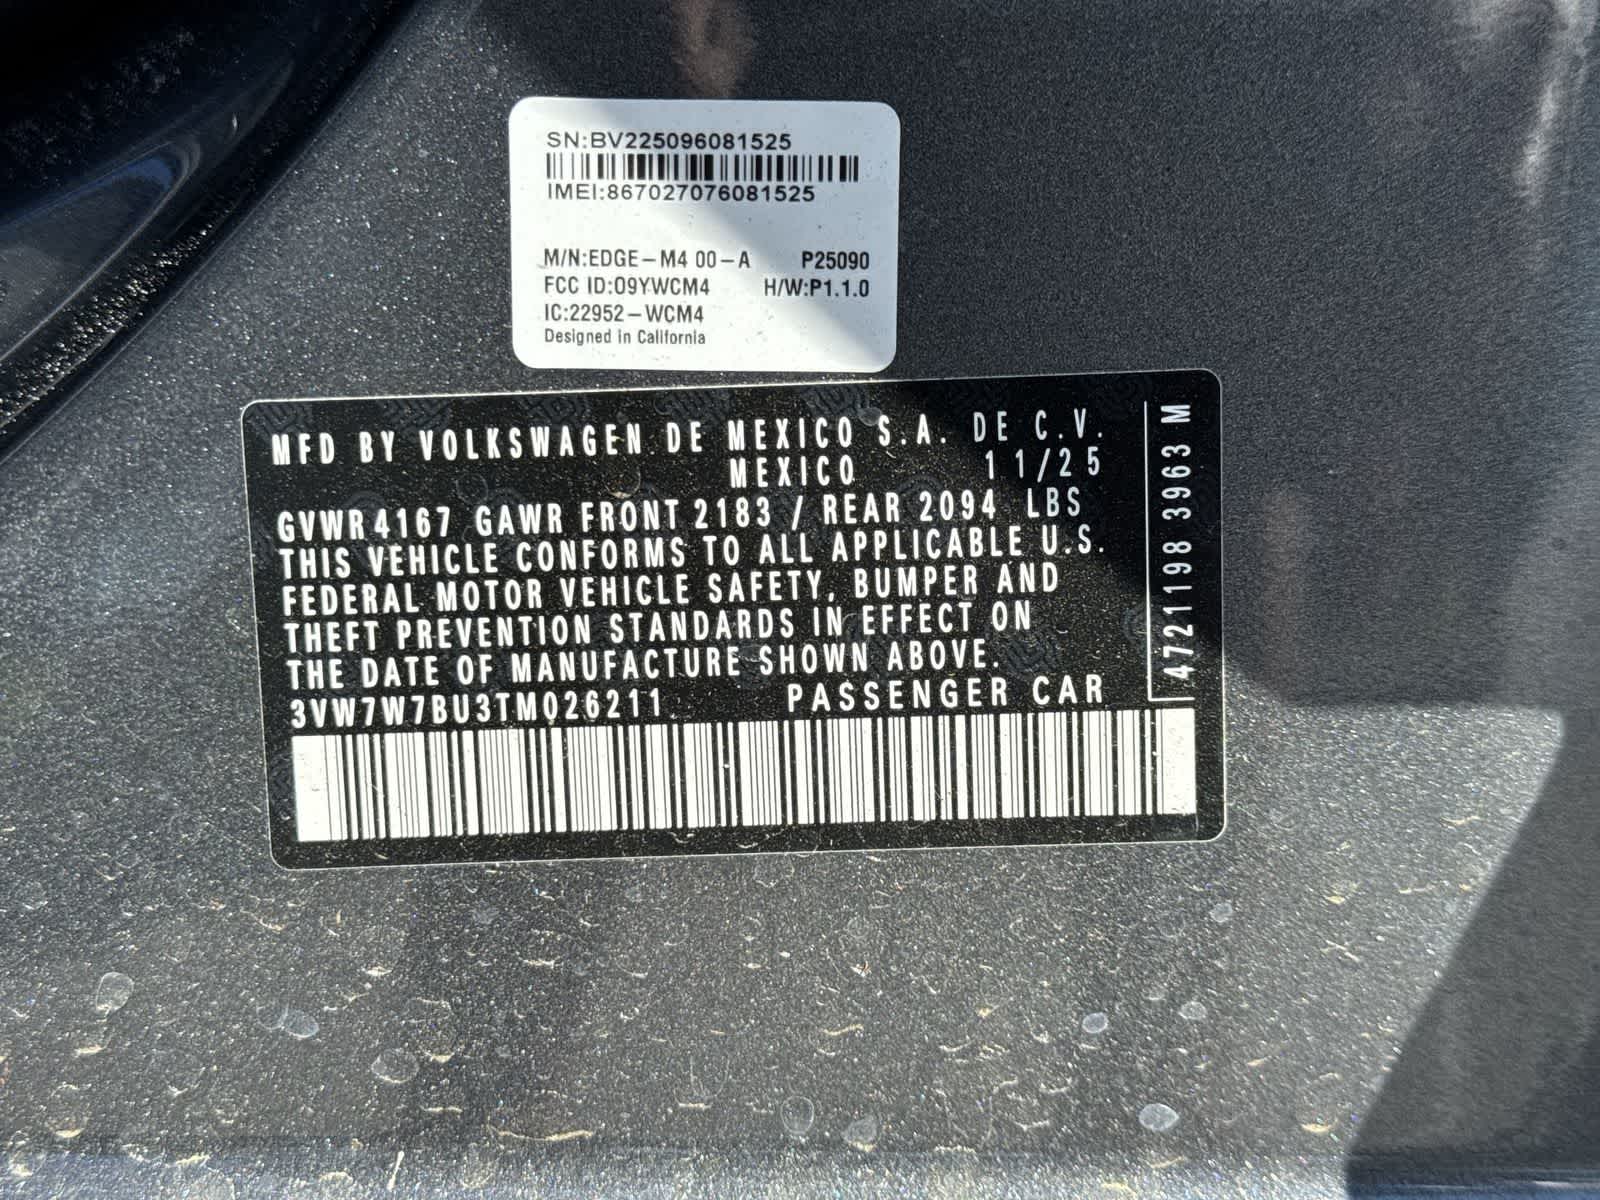 SN:BV225096081525
IMEI:867027076081525
M/N:EDGE-M4 00-A P25090
FCC ID:O9YWCM4 H/W:P1.1.0
IC:22952-WCM4
Designed in California
MFD BY VOLKSWAGEN DE MEXICO S.A. DE C.V.
MEXICO 11/25
GVWR 4167 GAWR FRONT 2183 / REAR 2094 LBS
THIS VEHICLE CONFORMS TO ALL APPLICABLE U.S.
FEDERAL MOTOR VEHICLE SAFETY, BUMPER AND
THEFT PREVENTION STANDARDS IN EFFECT ON
THE DATE OF MANUFACTURE SHOWN ABOVE.
3VW7W7BU3TM026211 PASSENGER CAR
4721198 3963 M